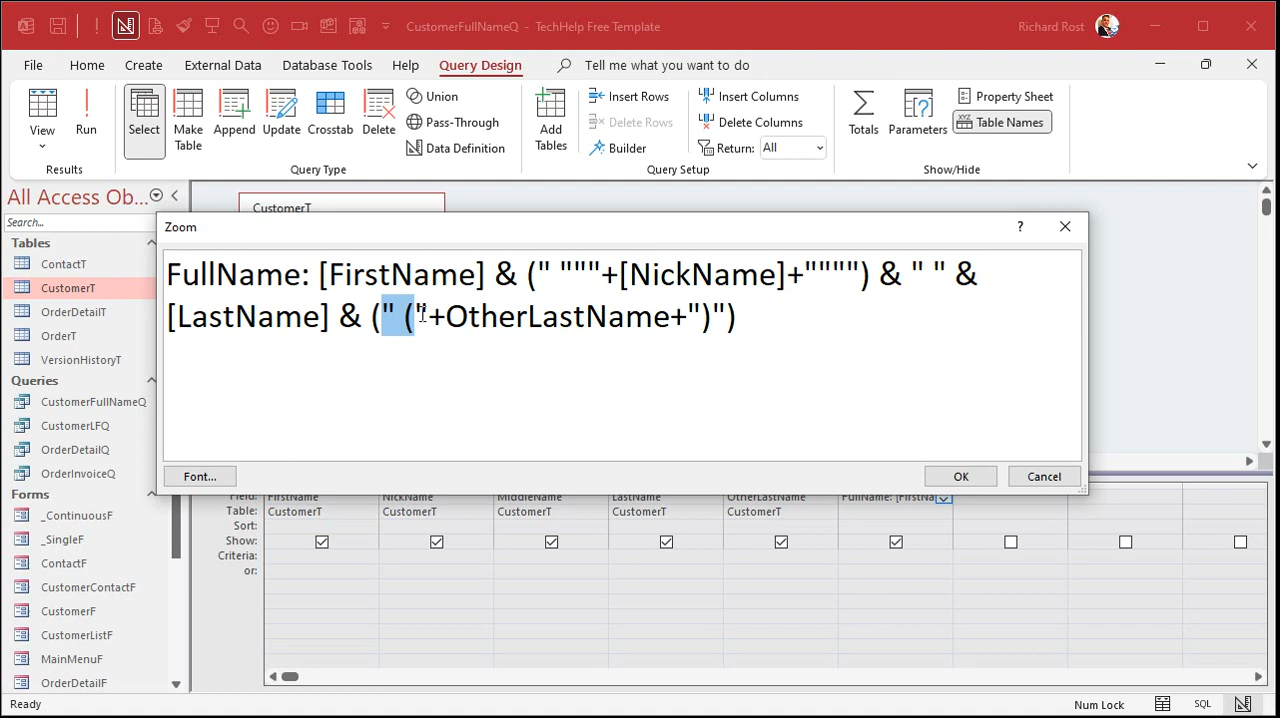 CustomerFullNameQ - TechHelp Free Template
Richard Rost
File Home Create External Data Database Tools Help Query Design Tell me what you want to do
View
Run
Results
Select
Make Table
Append
Update
Crosstab
Delete
Union
Pass-Through
Data Definition
Query Type
Add Tables
Insert Rows
Delete Rows
Builder
Insert Columns
Delete Columns
Return: All
Query Setup
Totals
Parameters
Property Sheet
Table Names
Show/Hide
All Access Ob...
Search...
Tables
ContactT
CustomerT
OrderDetailT
OrderT
VersionHistoryT
Queries
CustomerFullNameQ
CustomerLFQ
OrderDetailQ
OrderInvoiceQ
Forms
_ContinuousF
_SingleF
ContactF
CustomerContactF
CustomerF
CustomerListF
MainMenuF
OrderDetailF
CustomerT
Zoom ?
FullName: [FirstName] & (" """+[NickName]+"""") & " " &
[LastName] & (" ("+OtherLastName+")")
Font... OK Cancel
Field: FirstName NickName MiddleName LastName OtherLastName FullName: [FirstNa
Table: CustomerT CustomerT CustomerT CustomerT CustomerT
Sort:
Show:
Criteria:
or:
Ready Num Lock SQL